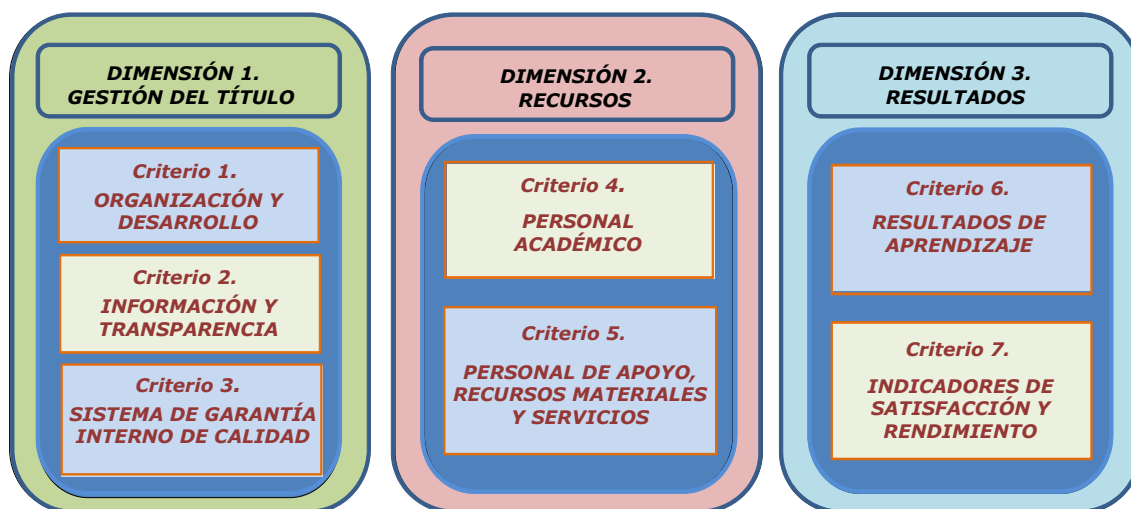 DIMENSIÓN 1.
GESTIÓN DEL TÍTULO
Criterio 1.
ORGANIZACIÓN Y
DESARROLLO
Criterio 2.
INFORMACIÓN Y
TRANSPARENCIA
Criterio 3.
SISTEMA DE GARANTÍA
INTERNO DE CALIDAD
DIMENSIÓN 2.
RECURSOS
Criterio 4.
PERSONAL
ACADÉMICO
Criterio 5.
PERSONAL DE APOYO,
RECURSOS MATERIALES
Y SERVICIOS
DIMENSIÓN 3.
RESULTADOS
Criterio 6.
RESULTADOS DE
APRENDIZAJE
Criterio 7.
INDICADORES DE
SATISFACCIÓN Y
RENDIMIENTO